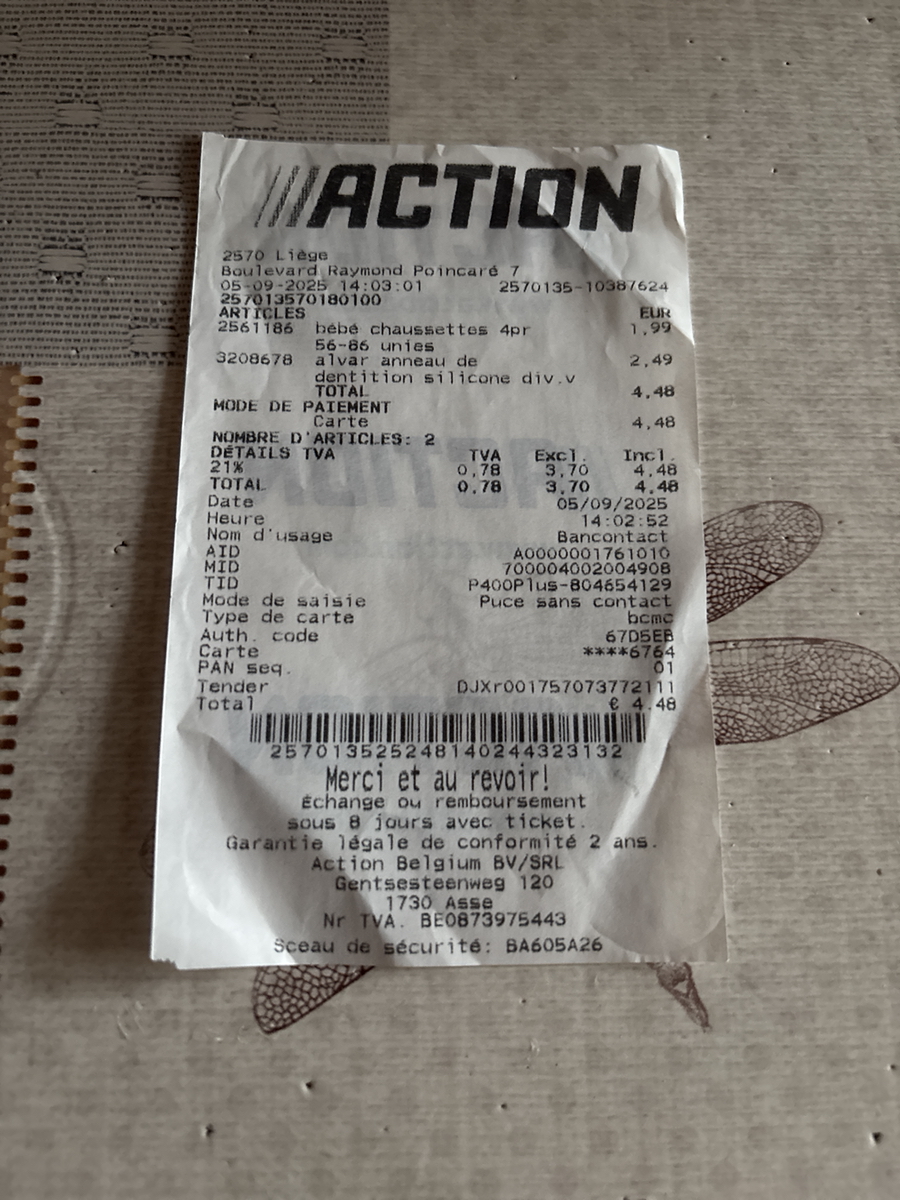 ///ACTION
2570 Liège
Boulevard Raymond Poincaré 7
05-09-2025 14:03:01 2570135-10387624
257013570180100
ARTICLES EUR
2561186 bébé chaussettes 4pr 1,99
56-86 unies
3208678 alvar anneau de 2,49
dentition silicone div.v
TOTAL 4,48
MODE DE PAIEMENT
Carte 4,48
NOMBRE D'ARTICLES: 2
DÉTAILS TVA TVA Excl. Incl.
21% 0,78 3,70 4,48
TOTAL 0,78 3,70 4,48
Date 05/09/2025
Heure 14:02:52
Nom d'usage Bancontact
AID A0000001761010
MID 700004002004908
TID P400Plus-804654129
Mode de saisie Puce sans contact
Type de carte bcmc
Auth. code 67D5EB
Carte ****6764
PAN seq. 01
Tender DJXr001757073772111
Total € 4.48
257013525248140244323132
Merci et au revoir!
Échange ou remboursement
sous 8 jours avec ticket.
Garantie légale de conformité 2 ans.
Action Belgium BV/SRL
Gentsesteenweg 120
1730 Asse
Nr TVA. BE0873975443
Sceau de sécurité: BA605A26